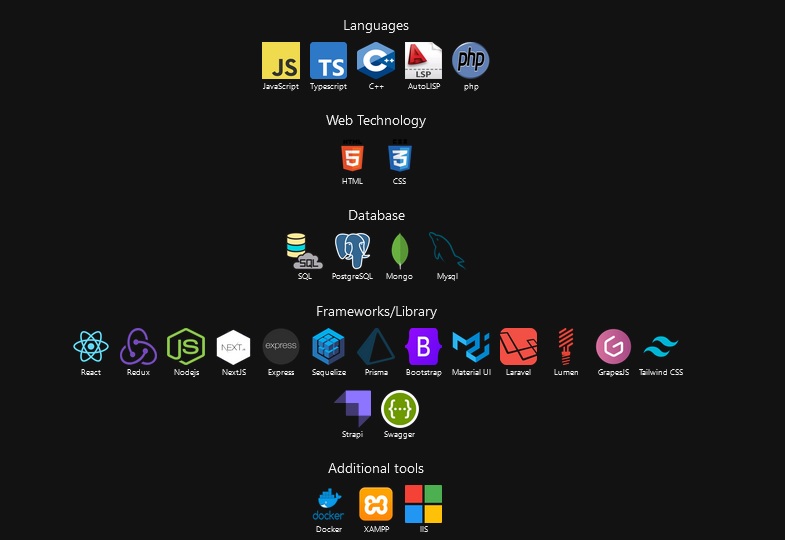 Languages
JS TS C++ LSP php
JavaScript Typescript C++ AutoLISP php
Web Technology
HTML CSS
Database
SQL
SQL PostgreSQL Mongo Mysql
Frameworks/Library
JS NEXT.JS express B
React Redux Nodejs NextJS Express Sequelize Prisma Bootstrap Material UI Laravel Lumen GrapesJS Tailwind CSS
{...}
Strapi Swagger
Additional tools
docker
Docker XAMPP IIS